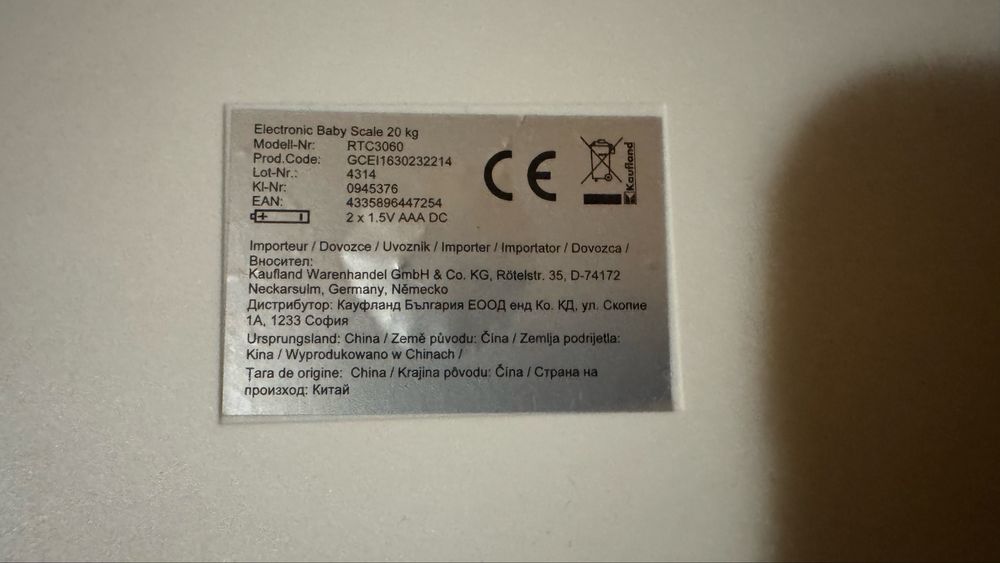 Electronic Baby Scale 20 kg
Modell-Nr: RTC3060
Prod.Code: GCEI1630232214
Lot-Nr.: 4314
KI-Nr: 0945376
EAN: 4335896447254
+ 2 x 1.5V AAA DC
CE
Kaufland
Importeur / Dovozce / Uvoznik / Importer / Importator / Dovozca /
Вносител:
Kaufland Warenhandel GmbH & Co. KG, Rötelstr. 35, D-74172
Neckarsulm, Germany, Německo
Дистрибутор: Кауфланд България ЕООД енд Ко. КД, ул. Скопие
1А, 1233 София
Ursprungsland: China / Země původu: Čína / Zemlja podrijetla:
Kina / Wyprodukowano w Chinach /
Țara de origine: China / Krajina pôvodu: Čína / Страна на
произход: Китай